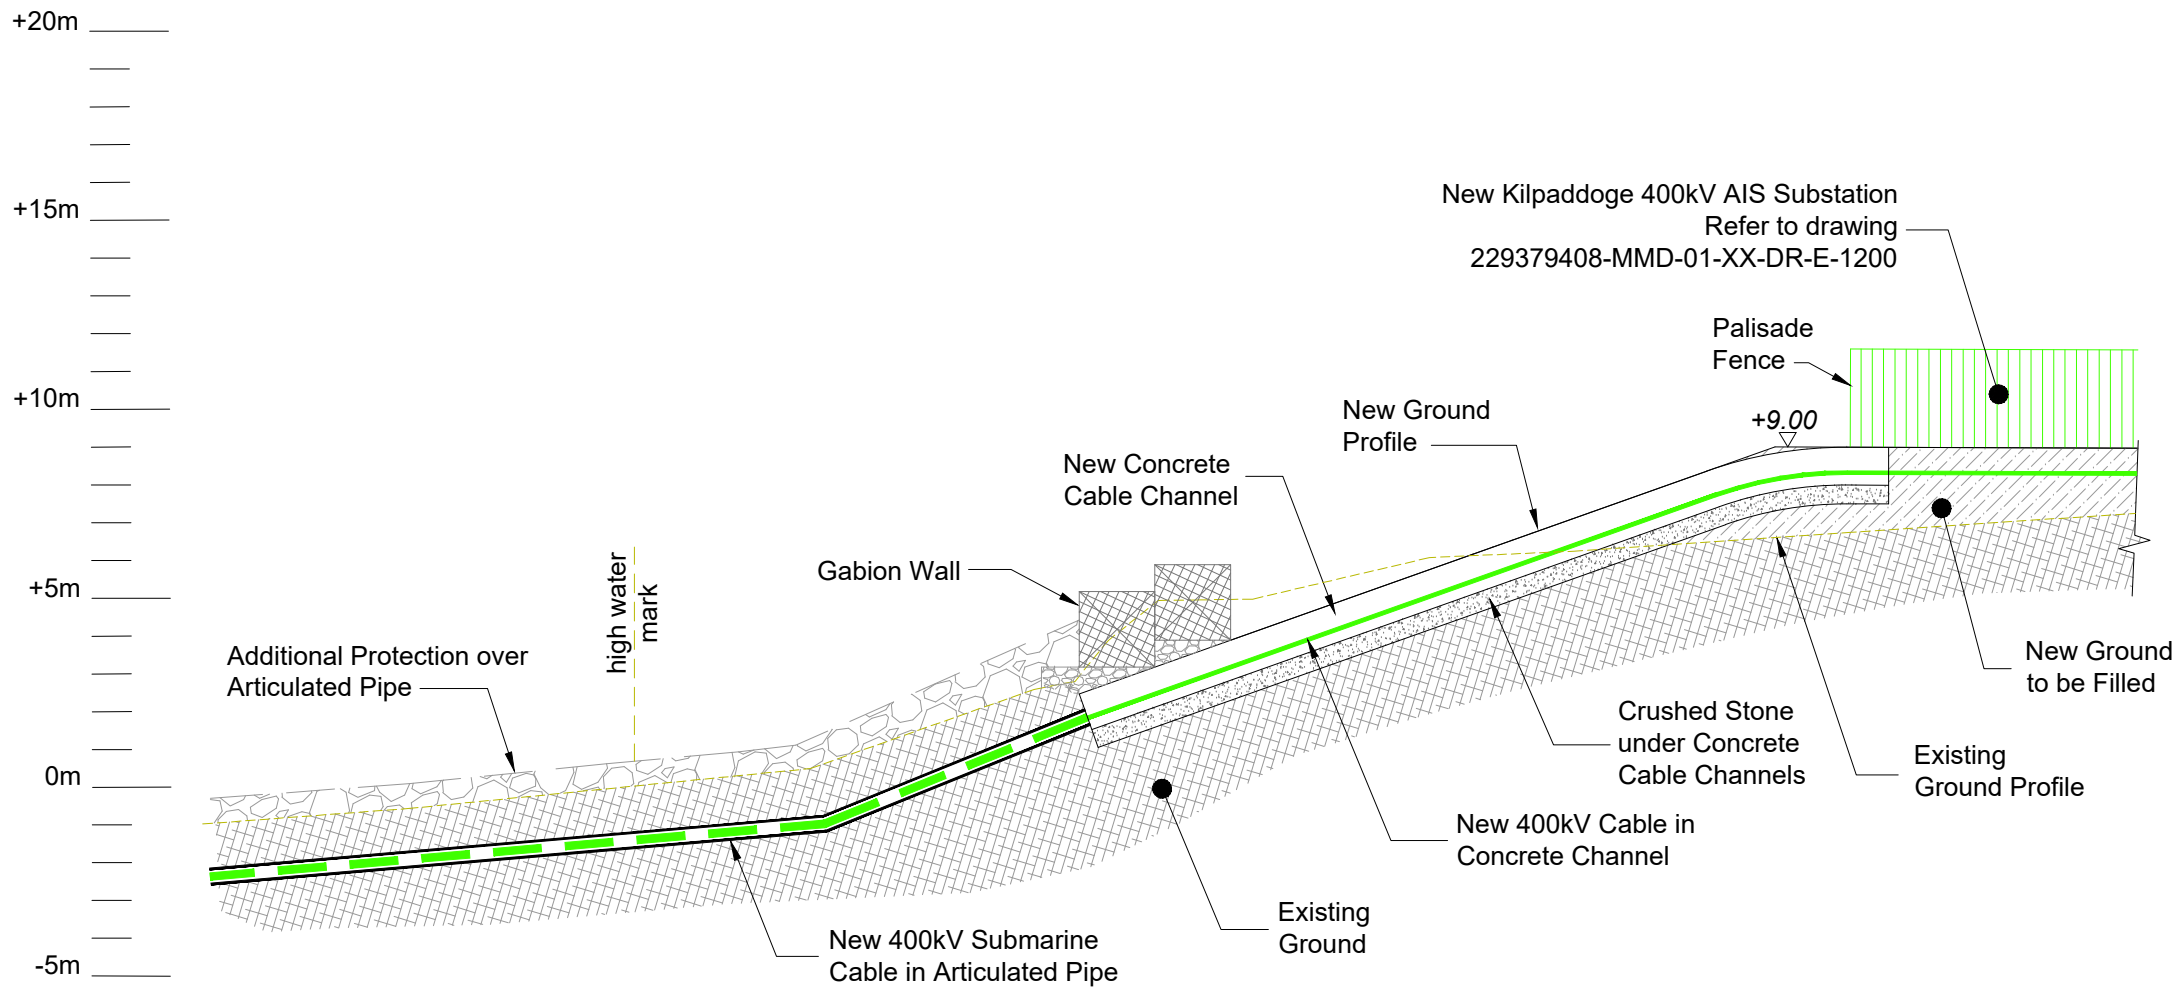 +20m
+15m
+10m
+5m
0m
-5m
New Kilpaddoge 400kV AIS Substation
Refer to drawing
229379408-MMD-01-XX-DR-E-1200
Palisade
Fence
+9.00
New Ground
Profile
New Concrete
Cable Channel
Gabion Wall
high water
mark
Additional Protection over
Articulated Pipe
New Ground
to be Filled
Crushed Stone
under Concrete
Cable Channels
Existing
Ground Profile
New 400kV Cable in
Concrete Channel
Existing
Ground
New 400kV Submarine
Cable in Articulated Pipe